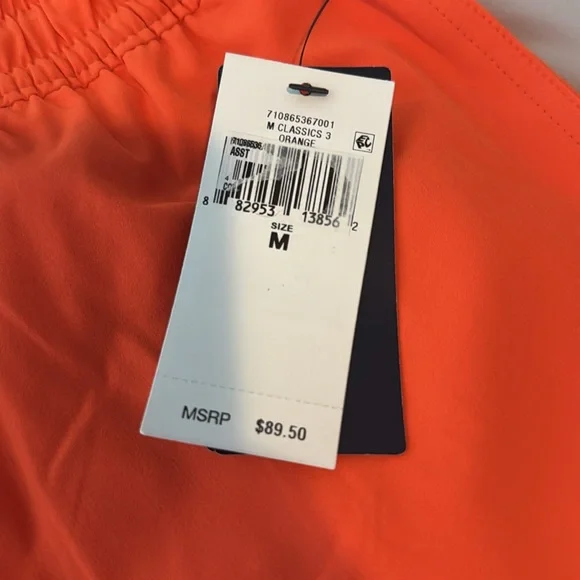 710865367001
M CLASSICS 3
ORANGE
ASST
8 82953 13856 2
SIZE
M
MSRP $89.50